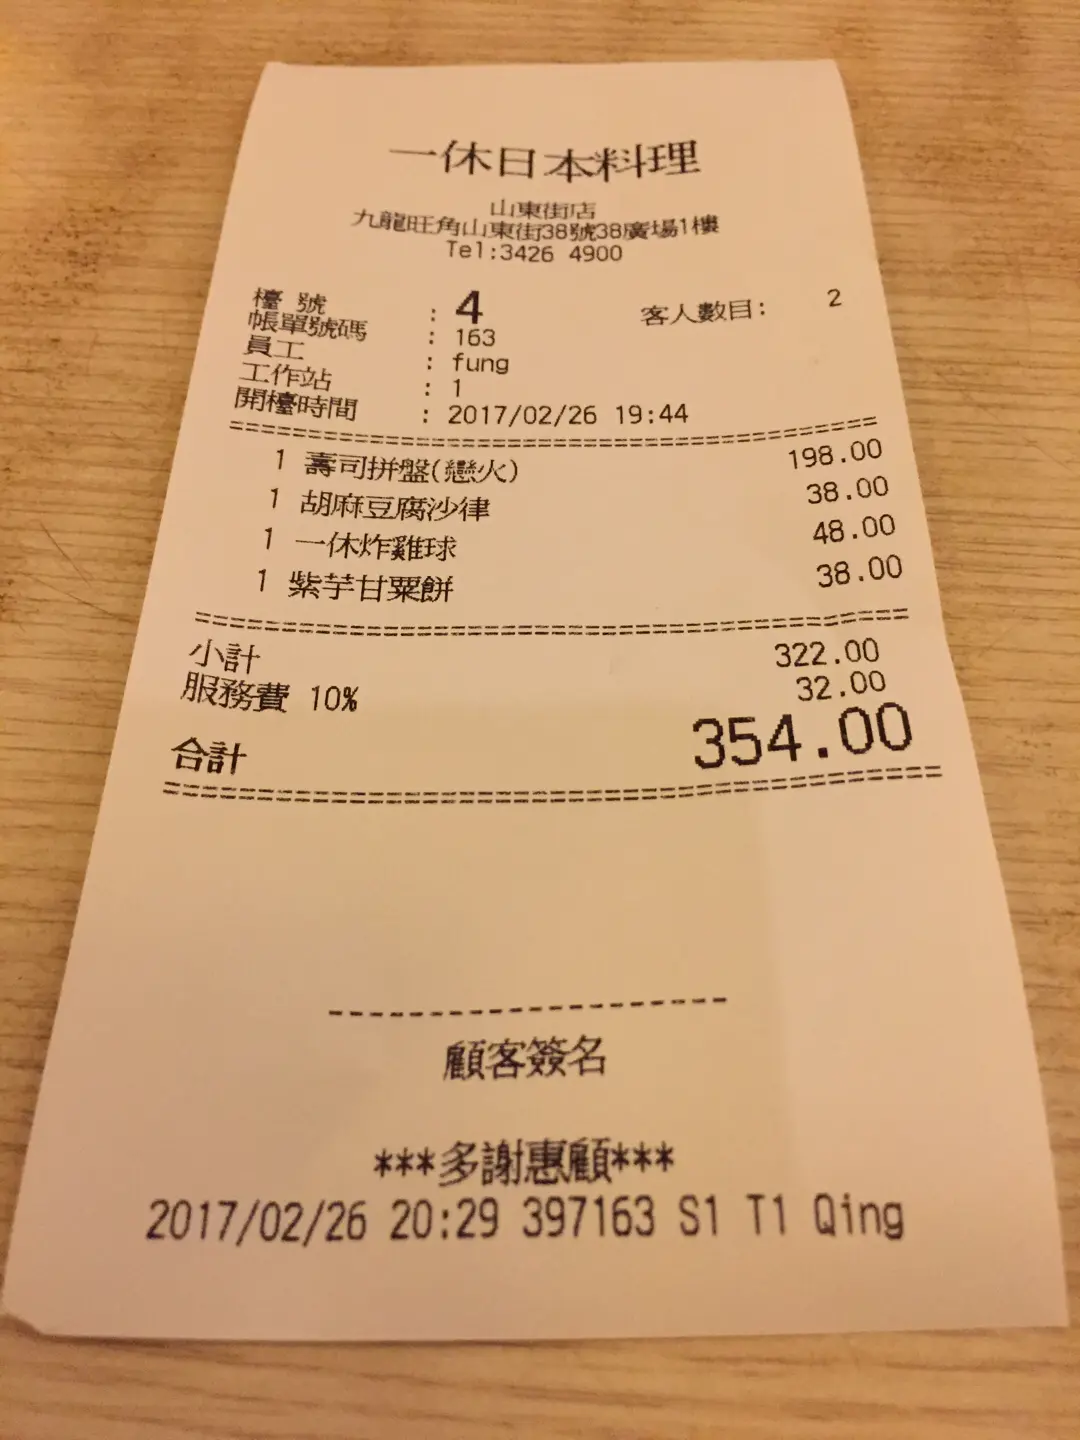 一休日本料理
山東街店
九龍旺角山東街38號38廣場1樓
Tel:3426 4900
檯 號 : 4 客人數目: 2
帳單號碼 : 163
員工 : fung
工作站 : 1
開檯時間 : 2017/02/26 19:44
1 壽司拼盤(戀火) 198.00
1 胡麻豆腐沙律 38.00
1 一休炸雞球 48.00
1 紫芋甘粟餅 38.00
小計 322.00
服務費 10% 32.00
合計 354.00
顧客簽名
***多謝惠顧***
2017/02/26 20:29 397163 S1 T1 Qing